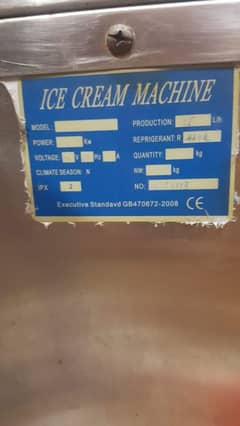 ICE CREAM MACHINE
MODEL: PRODUCTION: L/h
POWER: Kw REPRIGERANT: R
VOLTAGE: V Hz A QUANTITY: kg
CLIMATE SEASON: N NW: kg
IPX 2 NO:
Executive Standavd GB470672-2008 CE